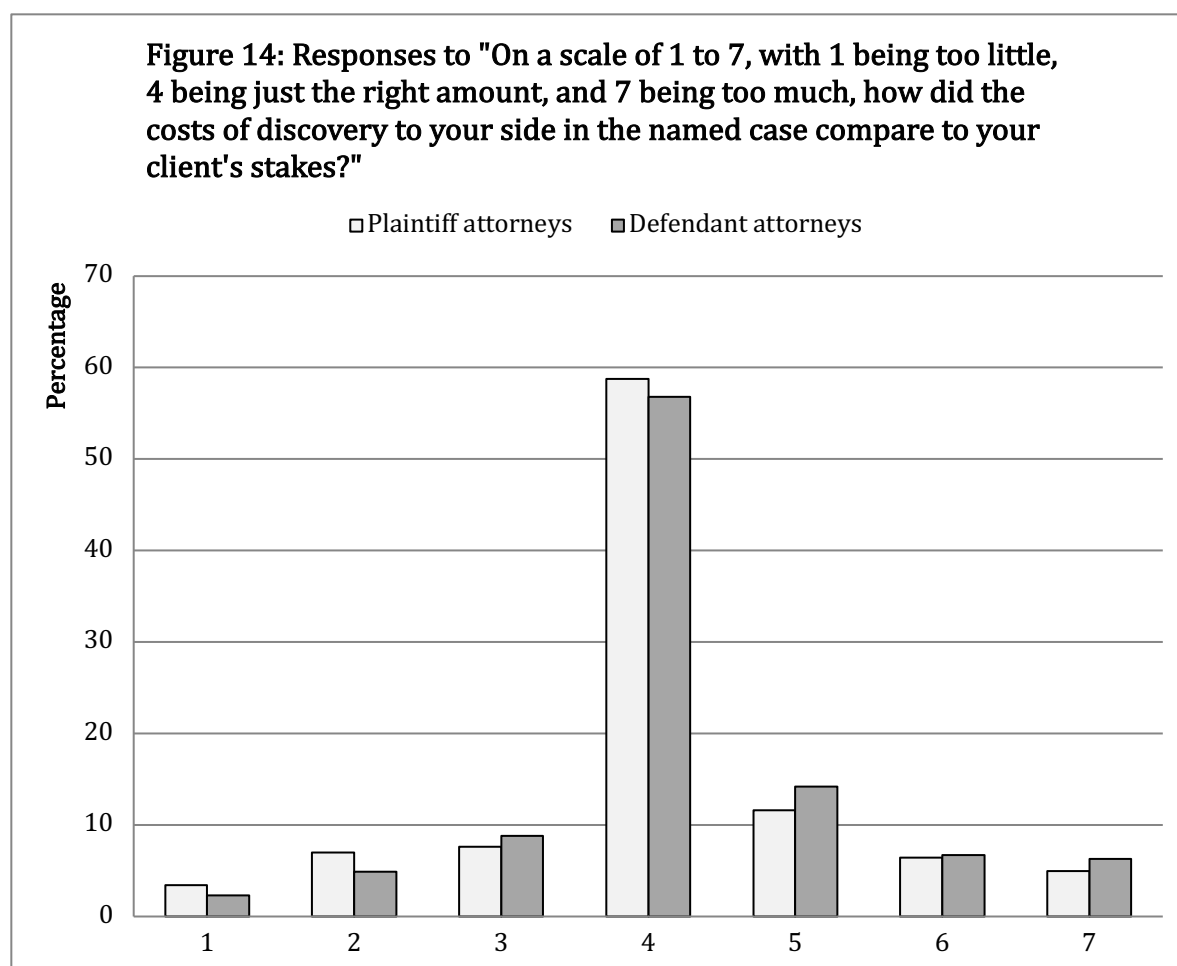 Figure 14: Responses to "On a scale of 1 to 7, with 1 being too little,
4 being just the right amount, and 7 being too much, how did the
costs of discovery to your side in the named case compare to your
client's stakes?"
Plaintiff attorneys Defendant attorneys
Percentage
70
60
50
40
30
20
10
0
1 2 3 4 5 6 7